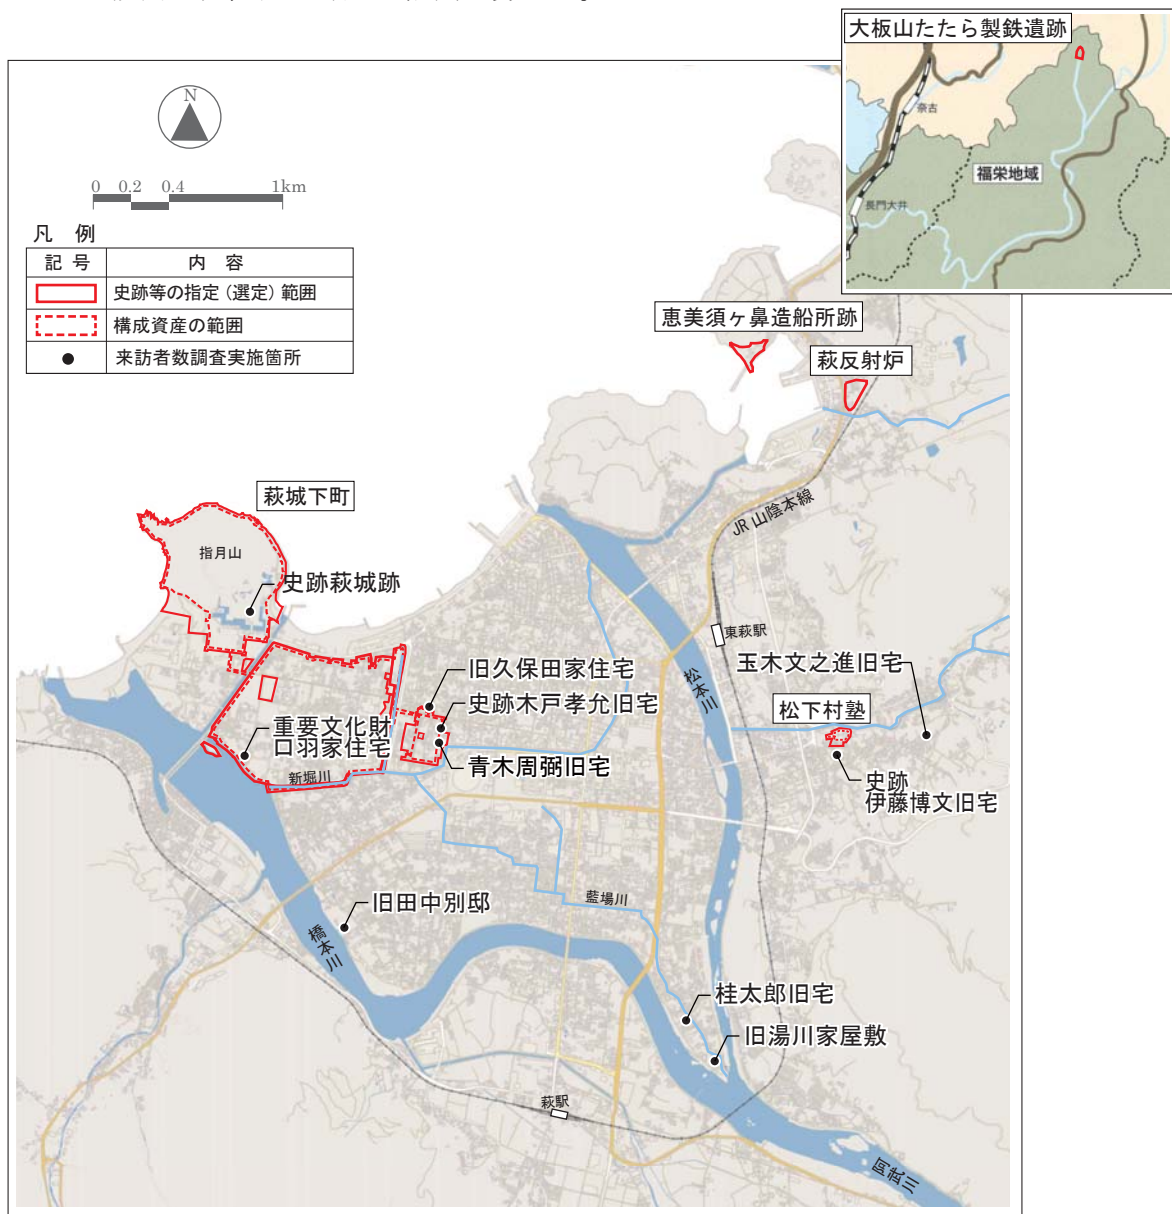 大板山たたら製鉄遺跡
奈古
福栄地域
長門大井
N
0 0.2 0.4 1km
凡 例
記 号 内 容
史跡等の指定（選定）範囲
構成資産の範囲
来訪者数調査実施箇所
恵美須ヶ鼻造船所跡
萩反射炉
JR山陰本線
萩城下町
指月山
史跡萩城跡
東萩駅
松本川
玉木文之進旧宅
松下村塾
史跡
伊藤博文旧宅
旧久保田家住宅
史跡木戸孝允旧宅
青木周弼旧宅
重要文化財
口羽家住宅
新堀川
藍場川
旧田中別邸
橋本川
桂太郎旧宅
旧湯川家屋敷
萩駅
阿武川